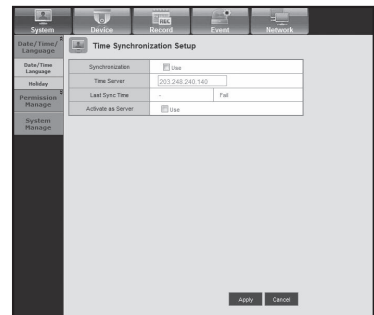 System Device Record Event Network
REC
Date/Time/
Language
Date/Time
Language
Holiday
Permission
Manage
System
Manage
Time Synchronization Setup
Synchronization Use
Time Server 203.248.240.140
Last Sync Time - Fail
Activate as Server Use
Apply Cancel